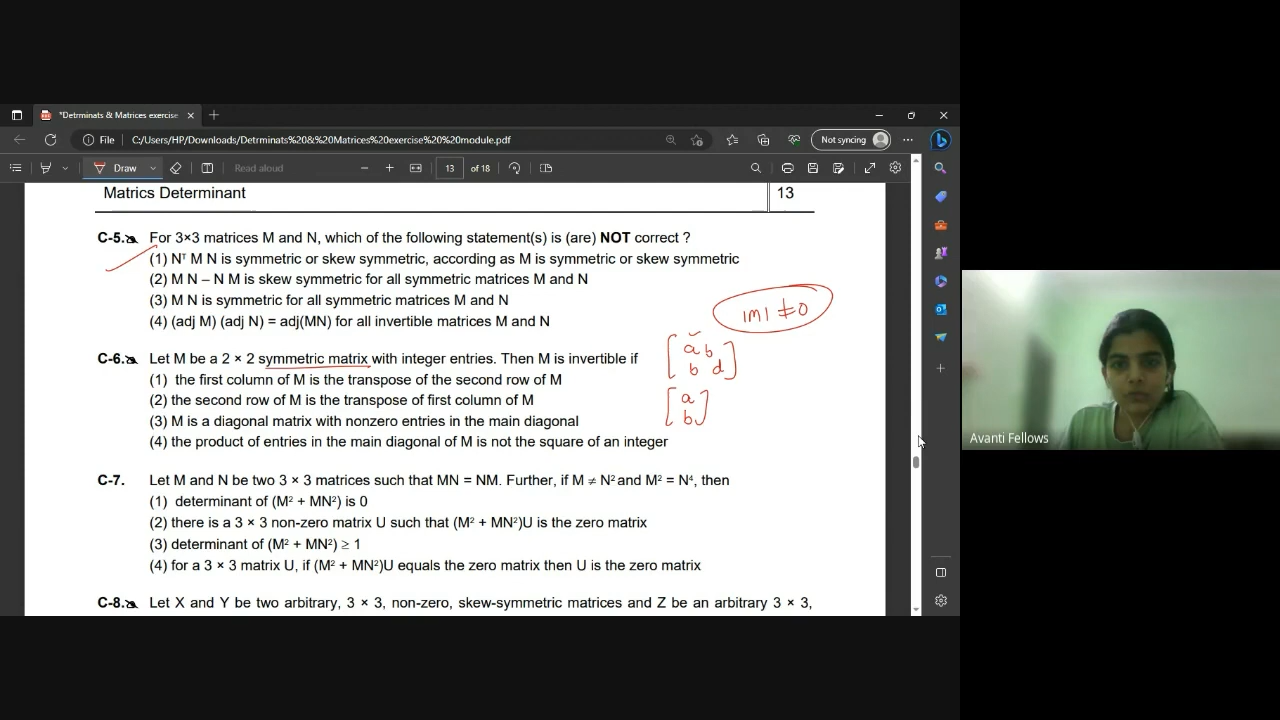 *Detrminats & Matrices exercise
File C:/Users/HP/Downloads/Detrminats%20&%20Matrices%20exercise%20%20module.pdf Not syncing
Draw Read aloud 13 of 18
Matrics Determinant 13
C-5. For 3×3 matrices M and N, which of the following statement(s) is (are) NOT correct ?
(1) Nᵀ M N is symmetric or skew symmetric, according as M is symmetric or skew symmetric
(2) M N – N M is skew symmetric for all symmetric matrices M and N
(3) M N is symmetric for all symmetric matrices M and N
(4) (adj M) (adj N) = adj(MN) for all invertible matrices M and N
|M| ≠ 0
C-6. Let M be a 2 × 2 symmetric matrix with integer entries. Then M is invertible if
(1) the first column of M is the transpose of the second row of M
(2) the second row of M is the transpose of first column of M
(3) M is a diagonal matrix with nonzero entries in the main diagonal
(4) the product of entries in the main diagonal of M is not the square of an integer
a b
b d
a
b
C-7. Let M and N be two 3 × 3 matrices such that MN = NM. Further, if M ≠ N² and M² = N⁴, then
(1) determinant of (M² + MN²) is 0
(2) there is a 3 × 3 non-zero matrix U such that (M² + MN²)U is the zero matrix
(3) determinant of (M² + MN²) ≥ 1
(4) for a 3 × 3 matrix U, if (M² + MN²)U equals the zero matrix then U is the zero matrix
C-8. Let X and Y be two arbitrary, 3 × 3, non-zero, skew-symmetric matrices and Z be an arbitrary 3 × 3,
Avanti Fellows